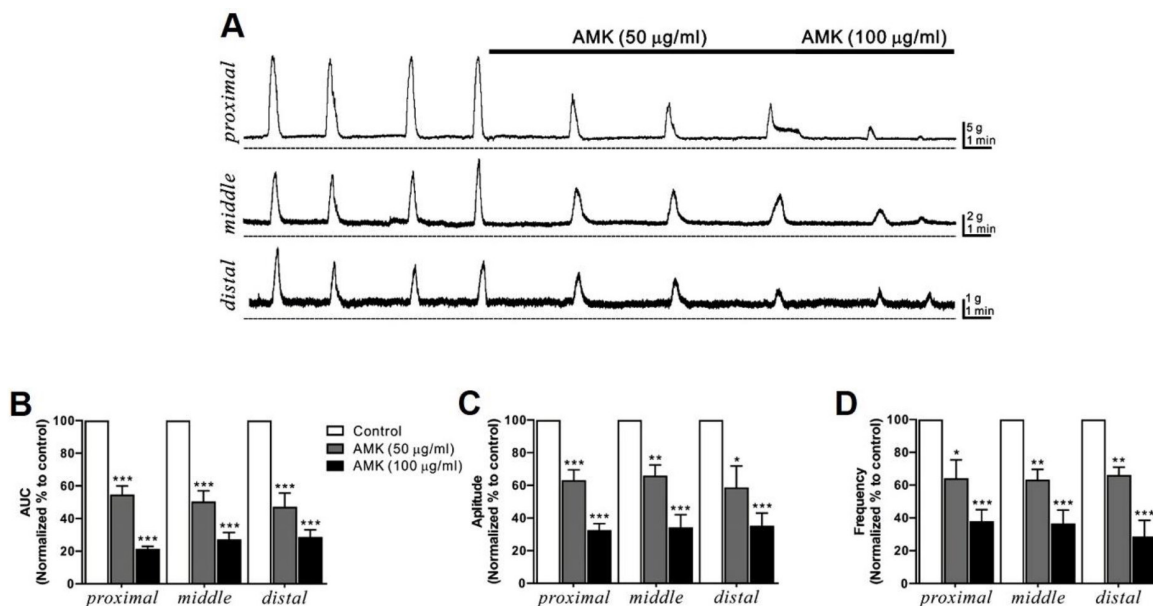 A
AMK (50 μg/ml)
AMK (100 μg/ml)
proximal
5 g
1 min
middle
2 g
1 min
distal
1 g
1 min
B
AUC
(Normalized % to control)
100
80
60
40
20
0
***
***
***
***
***
***
proximal
middle
distal
Control
AMK (50 μg/ml)
AMK (100 μg/ml)
C
Aplitude
(Normalized % to control)
100
80
60
40
20
0
***
***
**
***
*
***
proximal
middle
distal
D
Frequency
(Normalized % to control)
100
80
60
40
20
0
*
***
**
***
**
***
proximal
middle
distal